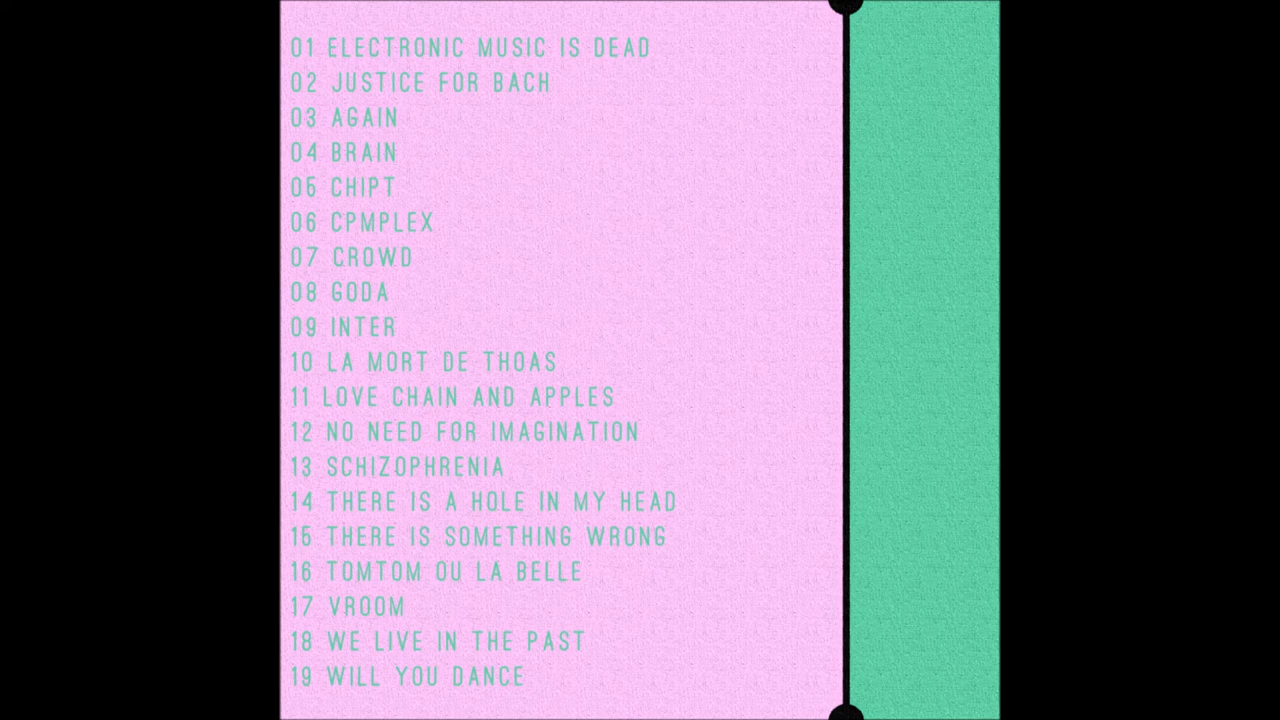 01 ELECTRONIC MUSIC IS DEAD
02 JUSTICE FOR BACH
03 AGAIN
04 BRAIN
05 CHIPT
06 CPMPLEX
07 CROWD
08 GODA
09 INTER
10 LA MORT DE THOAS
11 LOVE CHAIN AND APPLES
12 NO NEED FOR IMAGINATION
13 SCHIZOPHRENIA
14 THERE IS A HOLE IN MY HEAD
15 THERE IS SOMETHING WRONG
16 TOMTOM OU LA BELLE
17 VROOM
18 WE LIVE IN THE PAST
19 WILL YOU DANCE